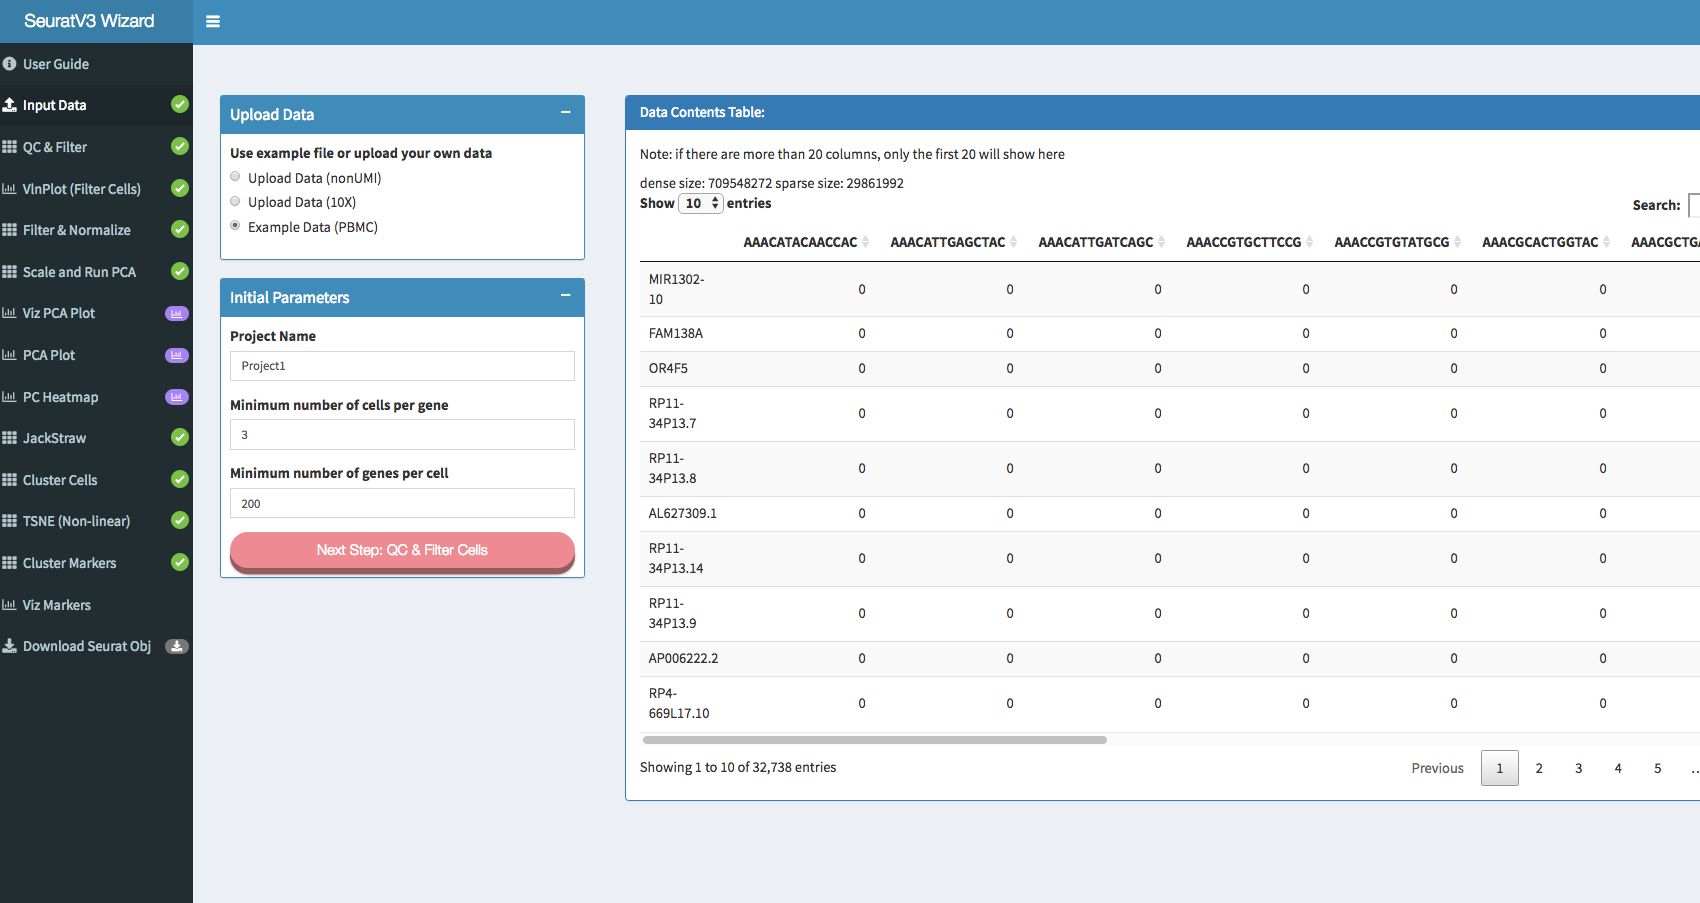 SeuratV3 Wizard
User Guide
Input Data
QC & Filter
VlnPlot (Filter Cells)
Filter & Normalize
Scale and Run PCA
Viz PCA Plot
PCA Plot
PC Heatmap
JackStraw
Cluster Cells
TSNE (Non-linear)
Cluster Markers
Viz Markers
Download Seurat Obj
Upload Data
Use example file or upload your own data
Upload Data (nonUMI)
Upload Data (10X)
Example Data (PBMC)
Initial Parameters
Project Name
Project1
Minimum number of cells per gene
3
Minimum number of genes per cell
200
Next Step: QC & Filter Cells
Data Contents Table:
Note: if there are more than 20 columns, only the first 20 will show here
dense size: 709548272 sparse size: 29861992
Show 10 entries
Search:
AAACATACAACCAC AAACATTGAGCTAC AAACATTGATCAGC AAACCGTGCTTCCG AAACCGTGTATGCG AAACGCACTGGTAC
MIR1302-
10 0 0 0 0 0 0
FAM138A 0 0 0 0 0 0
OR4F5 0 0 0 0 0 0
RP11-
34P13.7 0 0 0 0 0 0
RP11-
34P13.8 0 0 0 0 0 0
AL627309.1 0 0 0 0 0 0
RP11-
34P13.14 0 0 0 0 0 0
RP11-
34P13.9 0 0 0 0 0 0
AP006222.2 0 0 0 0 0 0
RP4-
669L17.10 0 0 0 0 0 0
Showing 1 to 10 of 32,738 entries
Previous 1 2 3 4 5 ..